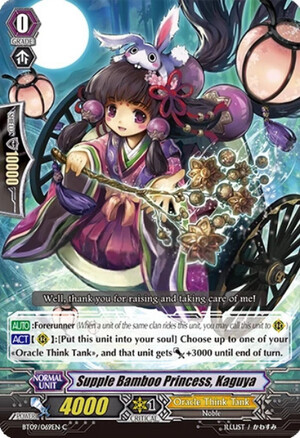 0
GRADE
SHIELD 10000
Well, thank you for raising and taking care of me!
AUTO :Forerunner (When a unit of the same clan rides this unit, you may call this unit to )
ACT [ ]:[Put this unit into your soul] Choose up to one of your
«Oracle Think Tank», and that unit gets +3000 until end of turn.
NORMAL UNIT
Supple Bamboo Princess, Kaguya
POWER
4000
1
CRITICAL
Oracle Think Tank
Noble
BT09/069EN C
ILLUST / かわすみ